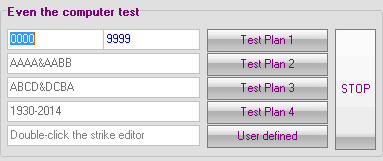 Even the computer test
0000 9999 Test Plan 1
AAAA&AABB Test Plan 2
ABCD&DCBA Test Plan 3
STOP
1930-2014 Test Plan 4
Double-click the strike editor User defined